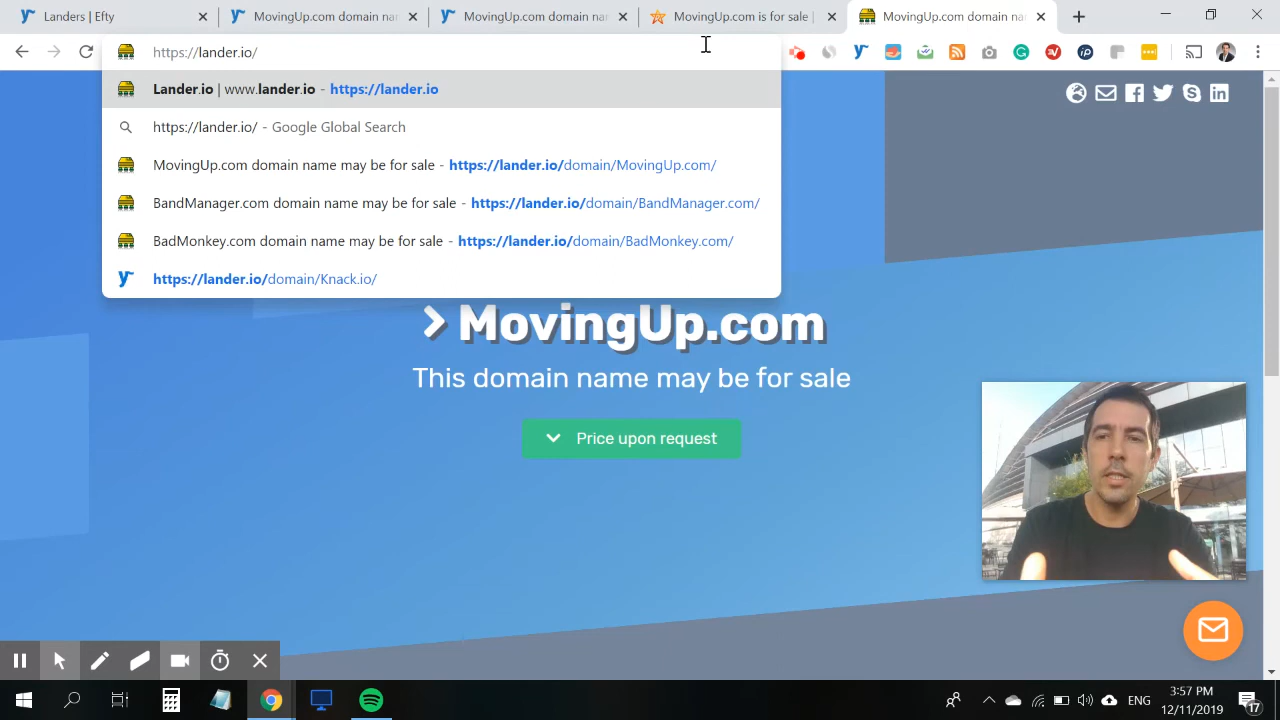 Landers | Efty
MovingUp.com domain nam
MovingUp.com domain nam
MovingUp.com is for sale |
MovingUp.com domain nam
https://lander.io/
Lander.io | www.lander.io - https://lander.io
https://lander.io/ - Google Global Search
MovingUp.com domain name may be for sale - https://lander.io/domain/MovingUp.com/
BandManager.com domain name may be for sale - https://lander.io/domain/BandManager.com/
BadMonkey.com domain name may be for sale - https://lander.io/domain/BadMonkey.com/
https://lander.io/domain/Knack.io/
MovingUp.com
This domain name may be for sale
Price upon request
ENG
3:57 PM
12/11/2019
17